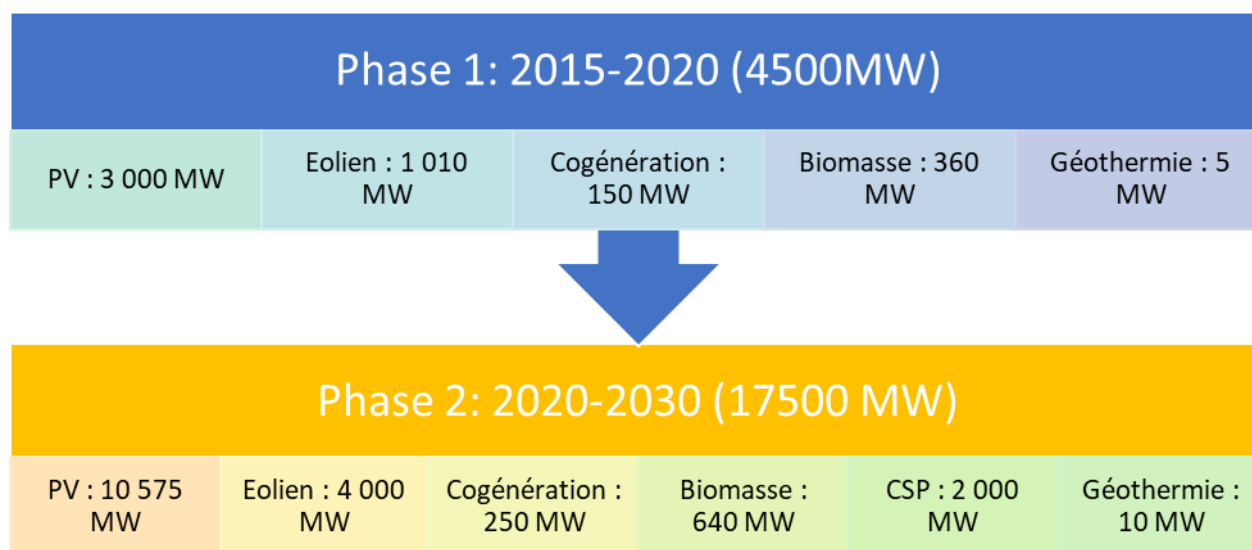 Phase 1: 2015-2020 (4500MW)
PV : 3 000 MW
Eolien : 1 010
MW
Cogénération :
150 MW
Biomasse : 360
MW
Géothermie : 5
MW
Phase 2: 2020-2030 (17500 MW)
PV : 10 575
MW
Eolien : 4 000
MW
Cogénération :
250 MW
Biomasse :
640 MW
CSP : 2 000
MW
Géothermie :
10 MW